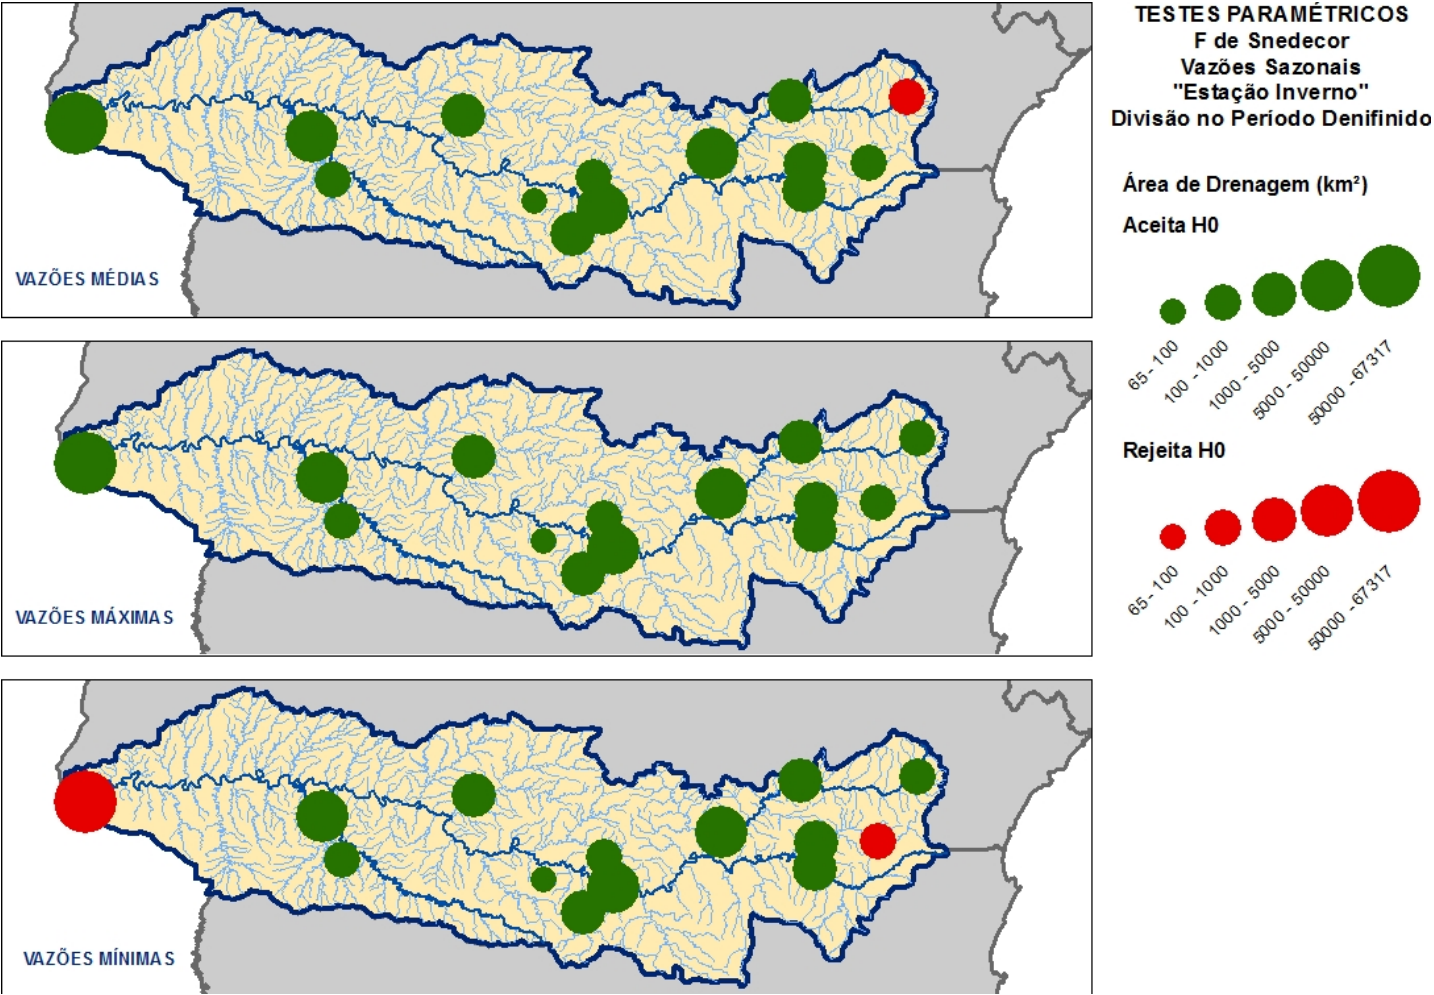 TESTES PARAMÉTRICOS
F de Snedecor
Vazões Sazonais
"Estação Inverno"
Divisão no Período Denifinido
Área de Drenagem (km²)
Aceita H0
65 - 100
100 - 1000
1000 - 5000
5000 - 50000
50000 - 67317
Rejeita H0
65 - 100
100 - 1000
1000 - 5000
5000 - 50000
50000 - 67317
VAZÕES MÉDIAS
VAZÕES MÁXIMAS
VAZÕES MÍNIMAS